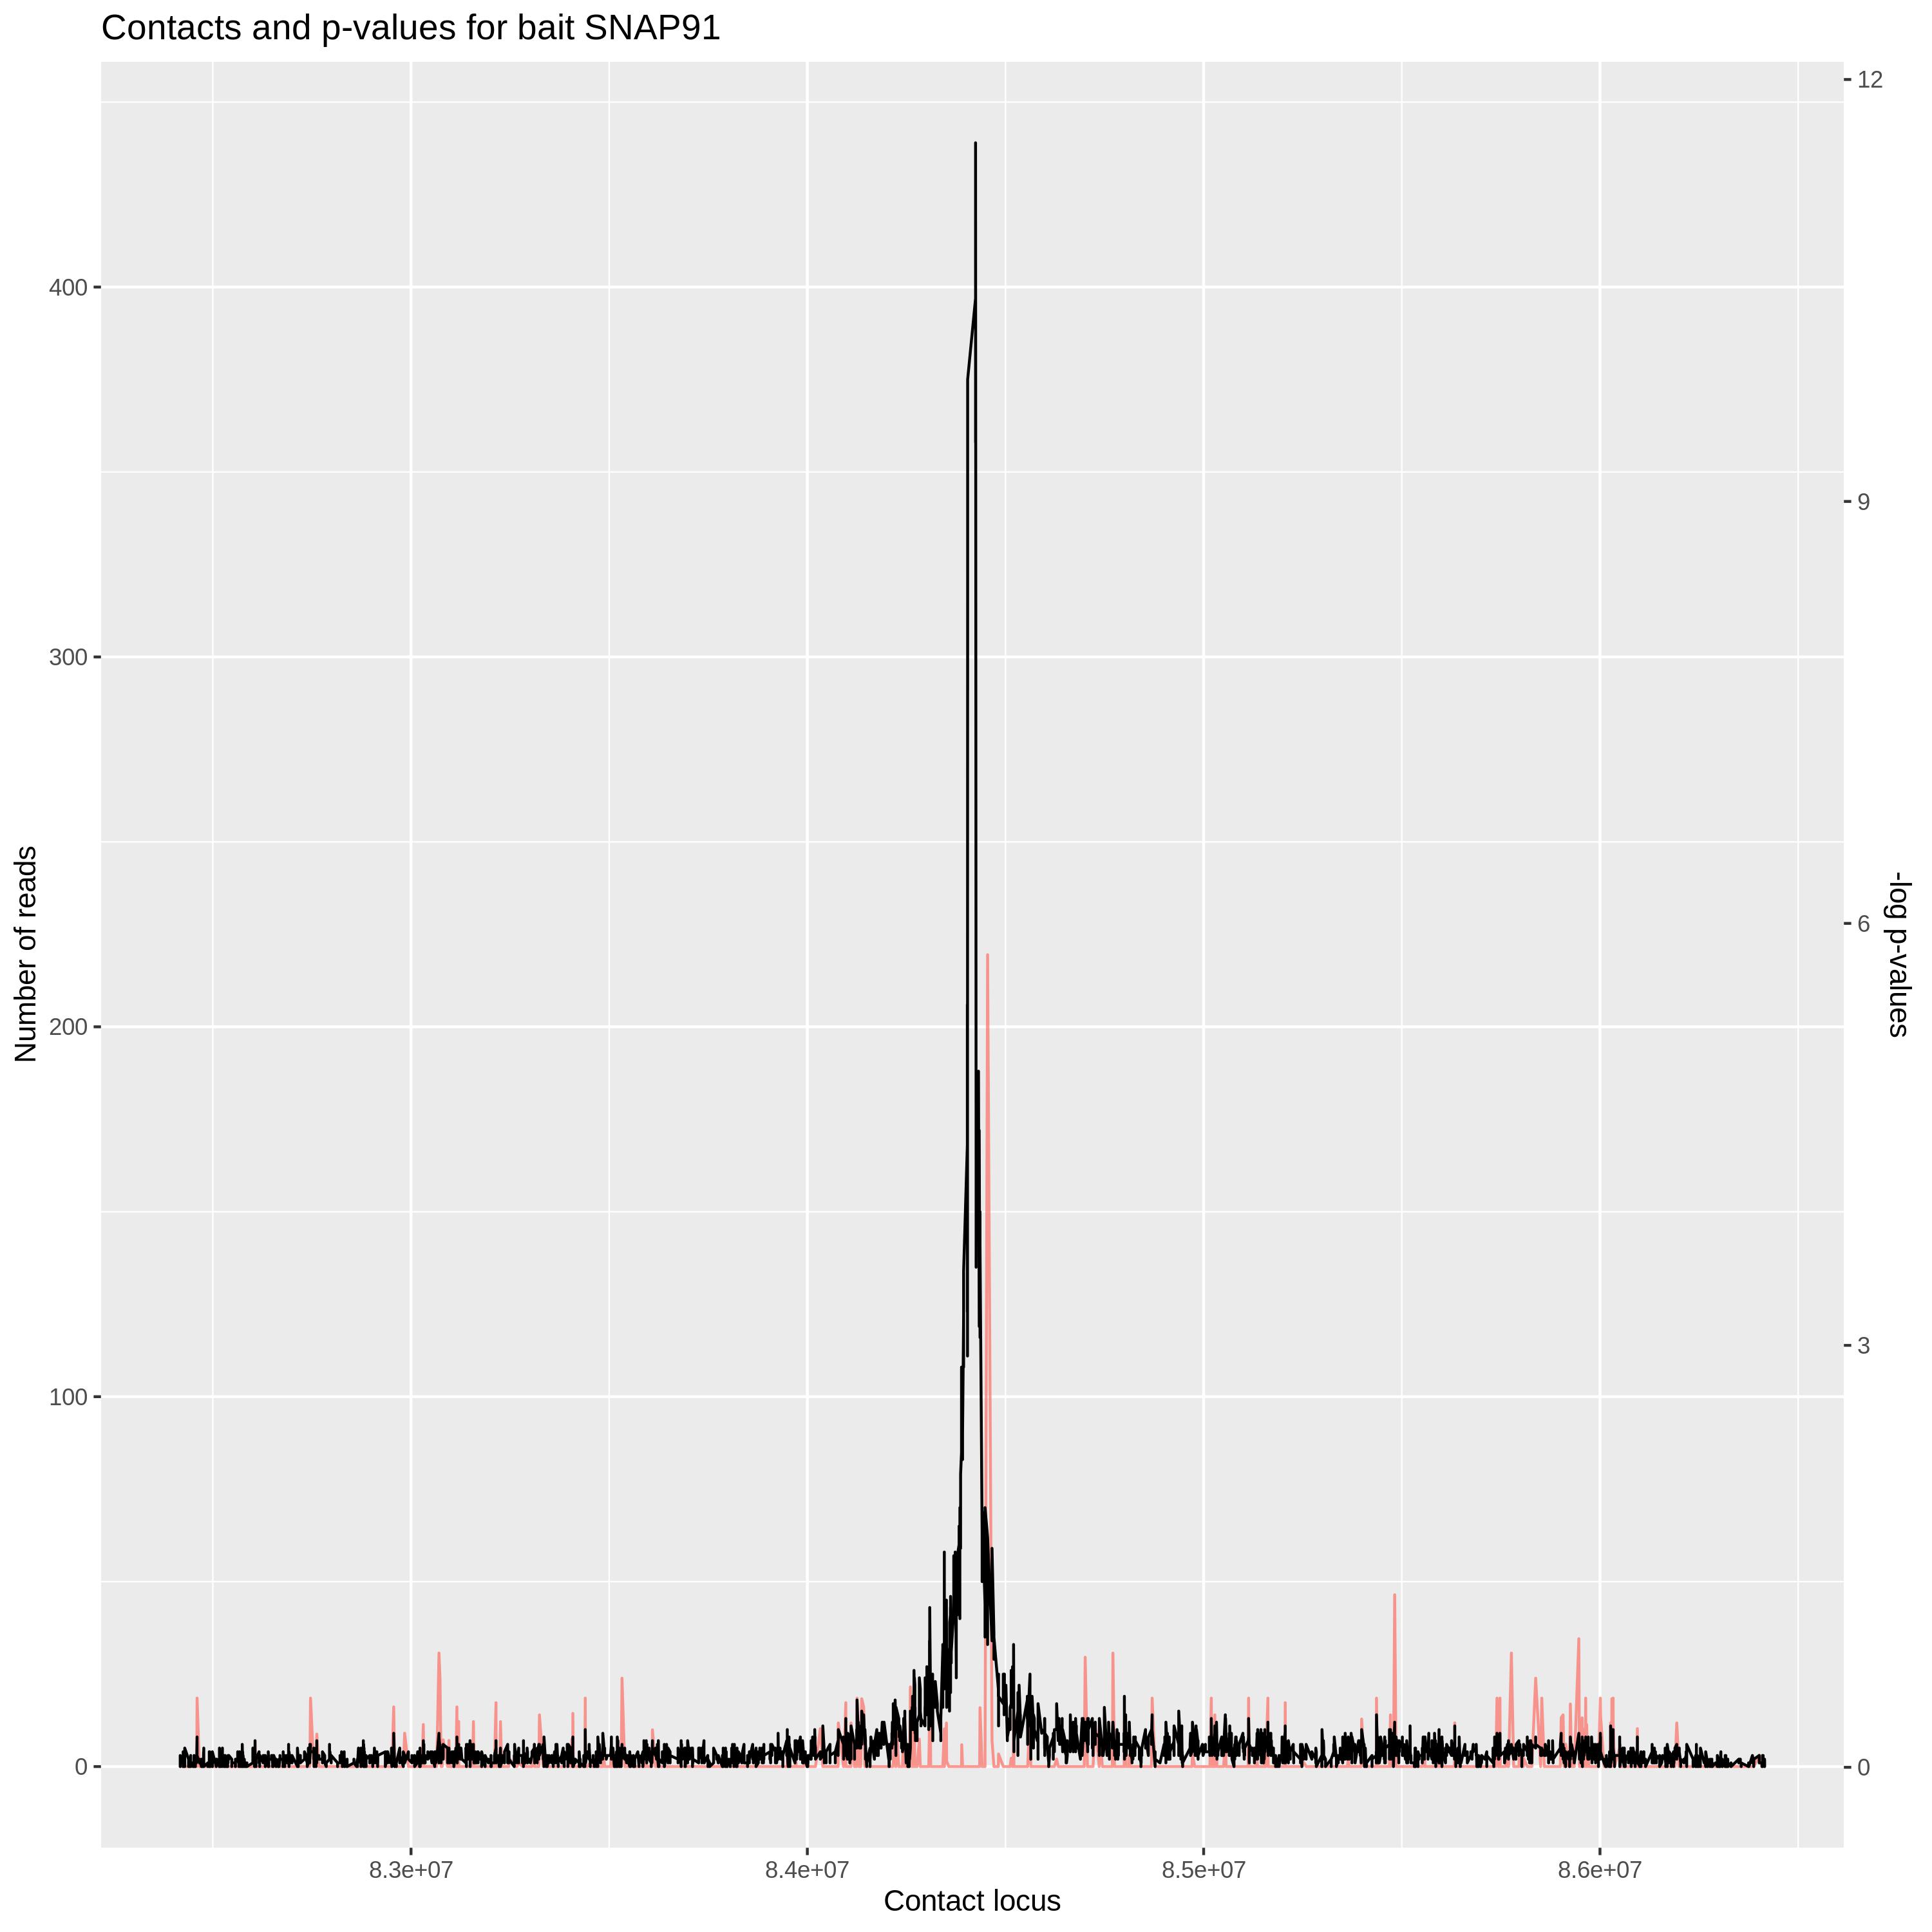 Contacts and p-values for bait SNAP91
Number of reads
400
300
200
100
0
12
9
6
3
0
-log p-values
8.3e+07 8.4e+07 8.5e+07 8.6e+07
Contact locus